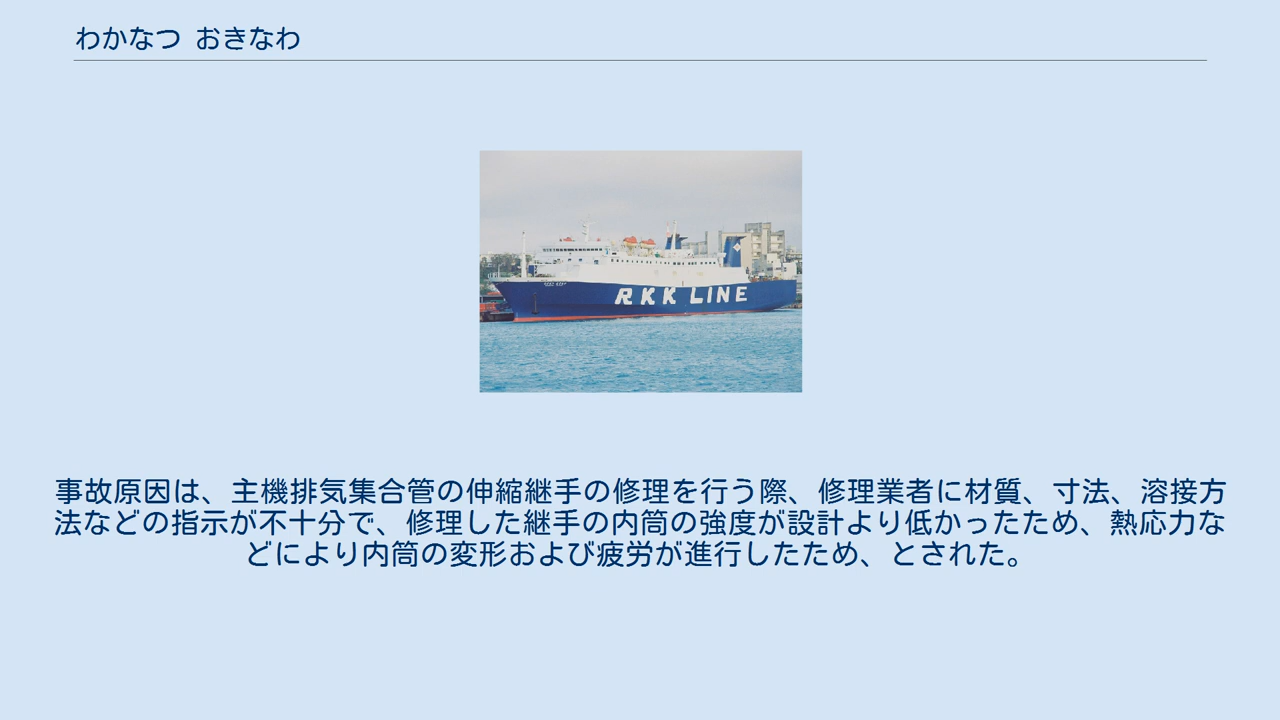 わかなつ おきなわ
RKK LINE
事故原因は、主機排気集合管の伸縮継手の修理を行う際、修理業者に材質、寸法、溶接方
法などの指示が不十分で、修理した継手の内筒の強度が設計より低かったため、熱応力な
どにより内筒の変形および疲労が進行したため、とされた。